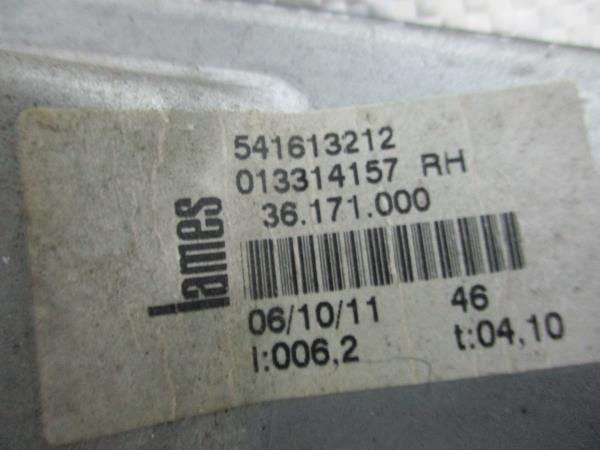 lames
541613212
013314157 RH
36.171.000
06/10/11 46
i:006,2 t:04,10